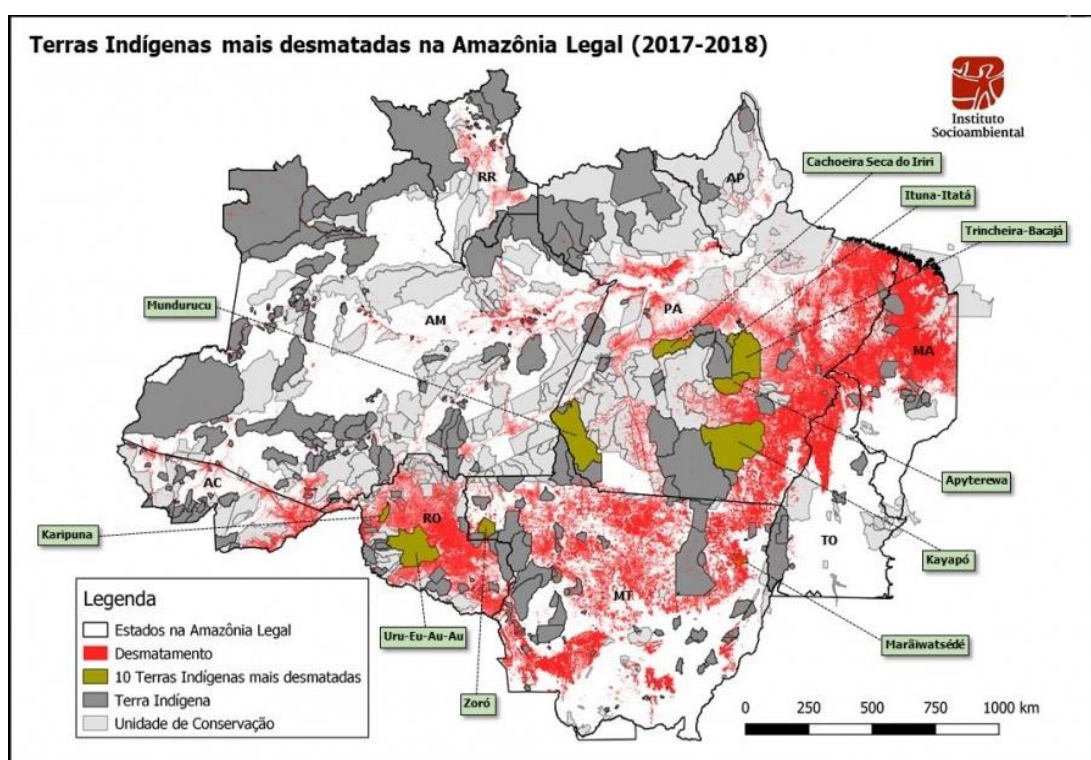 Terras Indígenas mais desmatadas na Amazônia Legal (2017-2018)
Instituto
Socioambiental
Cachoeira Seca do Iriri
Ituna-Itatá
Trincheira-Bacajá
Mundurucu
RR
AP
AM
PA
MA
AC
RO
MT
TO
Apyterewa
Karipuna
Kayapó
Uru-Eu-Au-Au
Marãiwatsédé
Zoró
Legenda
Estados na Amazônia Legal
Desmatamento
10 Terras Indígenas mais desmatadas
Terra Indígena
Unidade de Conservação
0 250 500 750 1000 km